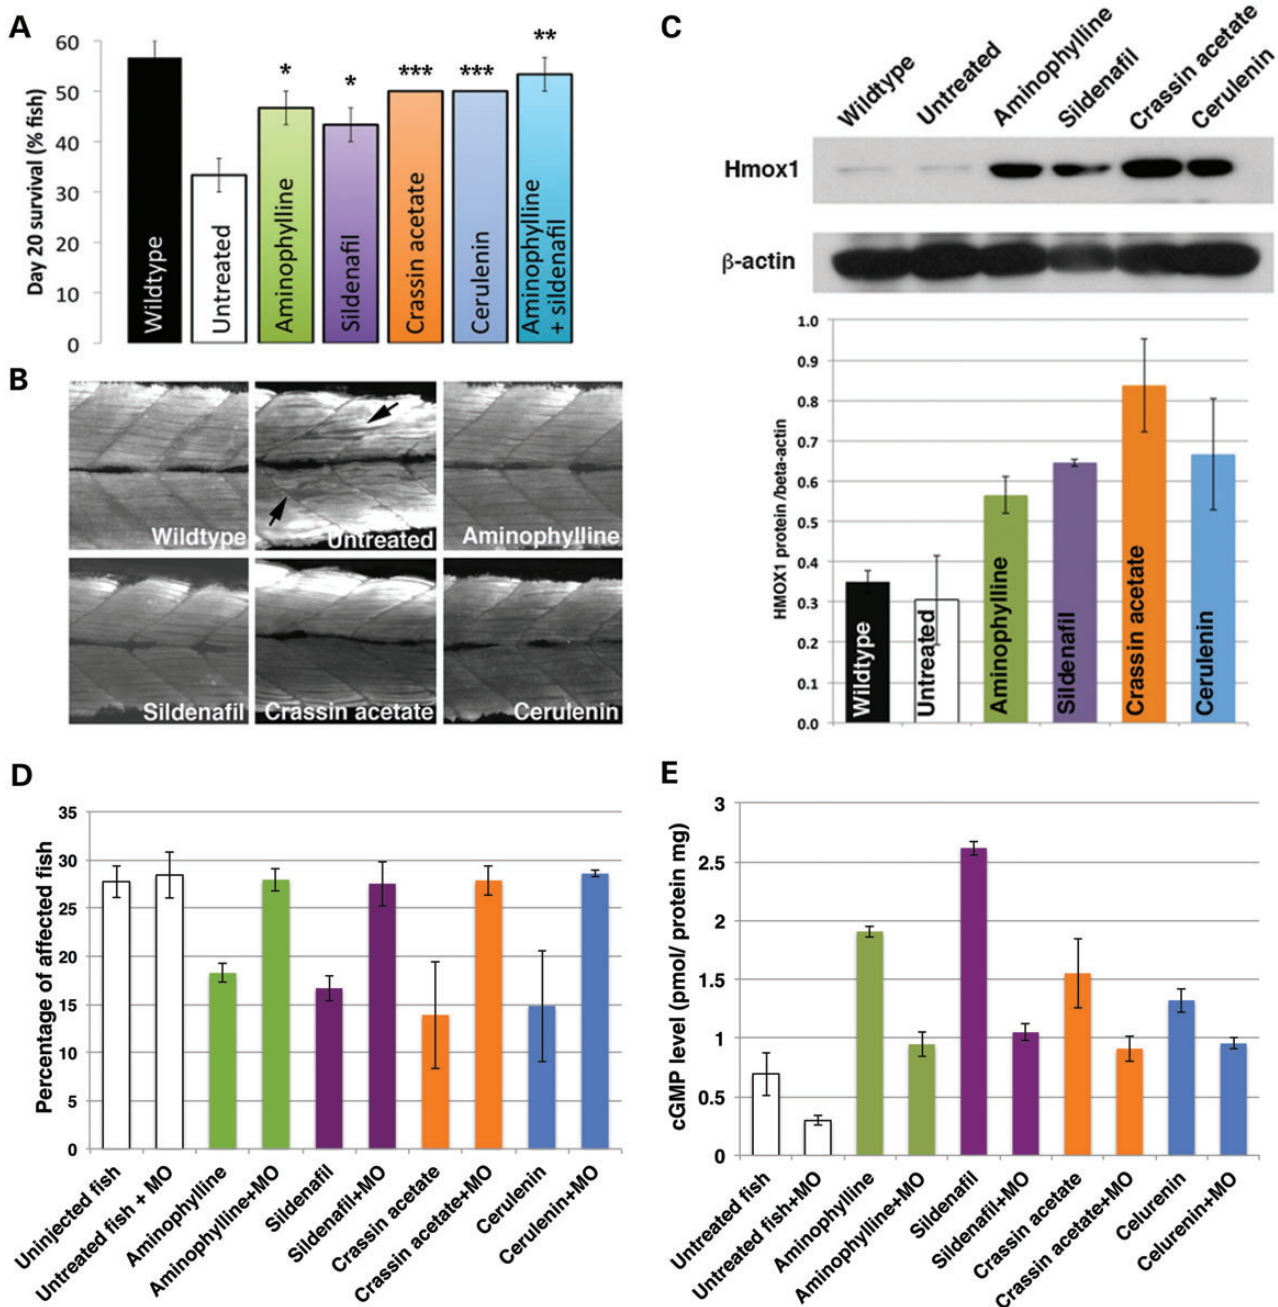 A
60
50
40
30
20
10
0
Day 20 survival (% fish)
*
*
***
***
**
Wildtype
Untreated
Aminophylline
Sildenafil
Crassin acetate
Cerulenin
Aminophylline
+ sildenafil
B
Wildtype
Untreated
Aminophylline
Sildenafil
Crassin acetate
Cerulenin
C
Wildtype
Untreated
Aminophylline
Sildenafil
Crassin acetate
Cerulenin
Hmox1
β-actin
1.0
0.9
0.8
0.7
0.6
0.5
0.4
0.3
0.2
0.1
0.0
HMOX1 protein /beta-actin
Wildtype
Untreated
Aminophylline
Sildenafil
Crassin acetate
Cerulenin
D
35
30
25
20
15
10
5
0
Percentage of affected fish
Uninjected fish
Untreated fish + MO
Aminophylline
Aminophylline+MO
Sildenafil
Sildenafil+MO
Crassin acetate
Crassin acetate+MO
Cerulenin
Cerulenin+MO
E
3
2.5
2
1.5
1
0.5
0
cGMP level (pmol/ protein mg)
Untreated fish
Untreated fish+MO
Aminophylline
Aminophylline+MO
Sildenafil
Sildenafil+MO
Crassin acetate
Crassin acetate+MO
Celurenin
Celurenin+MO